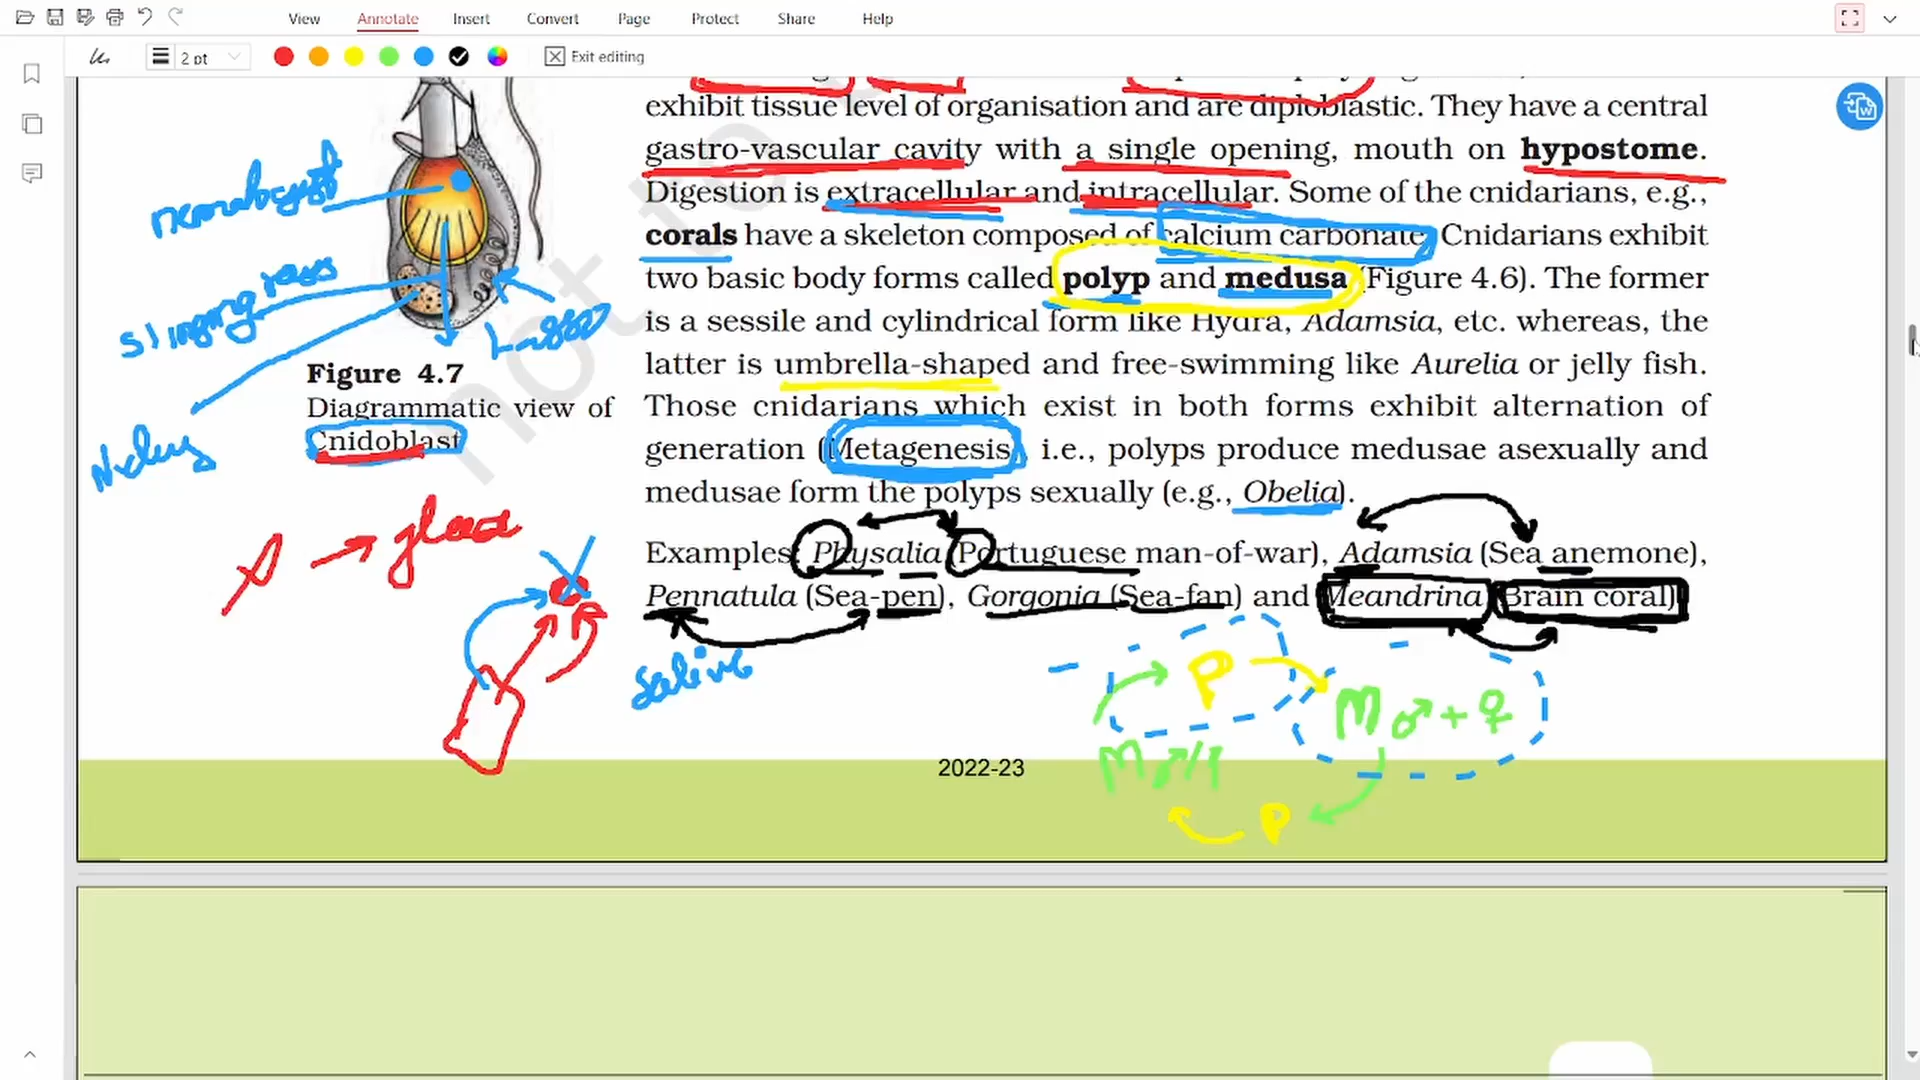 View Annotate Insert Convert Page Protect Share Help
2 pt Exit editing
exhibit tissue level of organisation and are diploblastic. They have a central
gastro-vascular cavity with a single opening, mouth on hypostome.
Digestion is extracellular and intracellular. Some of the cnidarians, e.g.,
corals have a skeleton composed of calcium carbonate. Cnidarians exhibit
two basic body forms called polyp and medusa (Figure 4.6). The former
is a sessile and cylindrical form like Hydra, Adamsia, etc. whereas, the
latter is umbrella-shaped and free-swimming like Aurelia or jelly fish.
Those cnidarians which exist in both forms exhibit alternation of
generation (Metagenesis), i.e., polyps produce medusae asexually and
medusae form the polyps sexually (e.g., Obelia).
Examples: Physalia (Portuguese man-of-war), Adamsia (Sea anemone),
Pennatula (Sea-pen), Gorgonia (Sea-fan) and Meandrina (Brain coral).
Figure 4.7
Diagrammatic view of
Cnidoblast
not to
P
M ♂ + ♀
M
P
2022-23